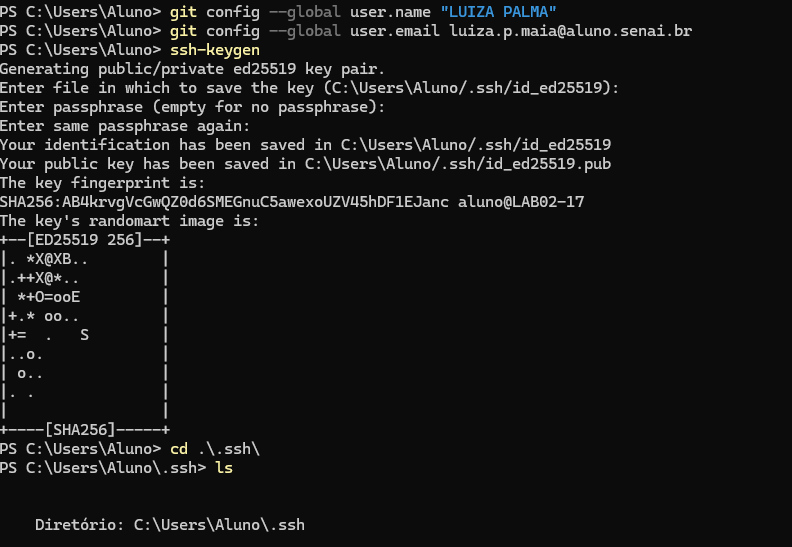 PS C:\Users\Aluno> git config --global user.name "LUIZA PALMA"
PS C:\Users\Aluno> git config --global user.email luiza.p.maia@aluno.senai.br
PS C:\Users\Aluno> ssh-keygen
Generating public/private ed25519 key pair.
Enter file in which to save the key (C:\Users\Aluno/.ssh/id_ed25519):
Enter passphrase (empty for no passphrase):
Enter same passphrase again:
Your identification has been saved in C:\Users\Aluno/.ssh/id_ed25519
Your public key has been saved in C:\Users\Aluno/.ssh/id_ed25519.pub
The key fingerprint is:
SHA256:AB4krvgVcGwQZ0d6SMEGnuC5awexoUZV45hDF1EJanc aluno@LAB02-17
The key's randomart image is:
+--[ED25519 256]--+
|. *X@XB..        |
|.++X@*..         |
| *+O=ooE         |
|+.* oo..         |
|+=  .   S        |
|..o.             |
| o..             |
|. .              |
|                 |
+----[SHA256]-----+
PS C:\Users\Aluno> cd .\.ssh\
PS C:\Users\Aluno\.ssh> ls
Diretório: C:\Users\Aluno\.ssh